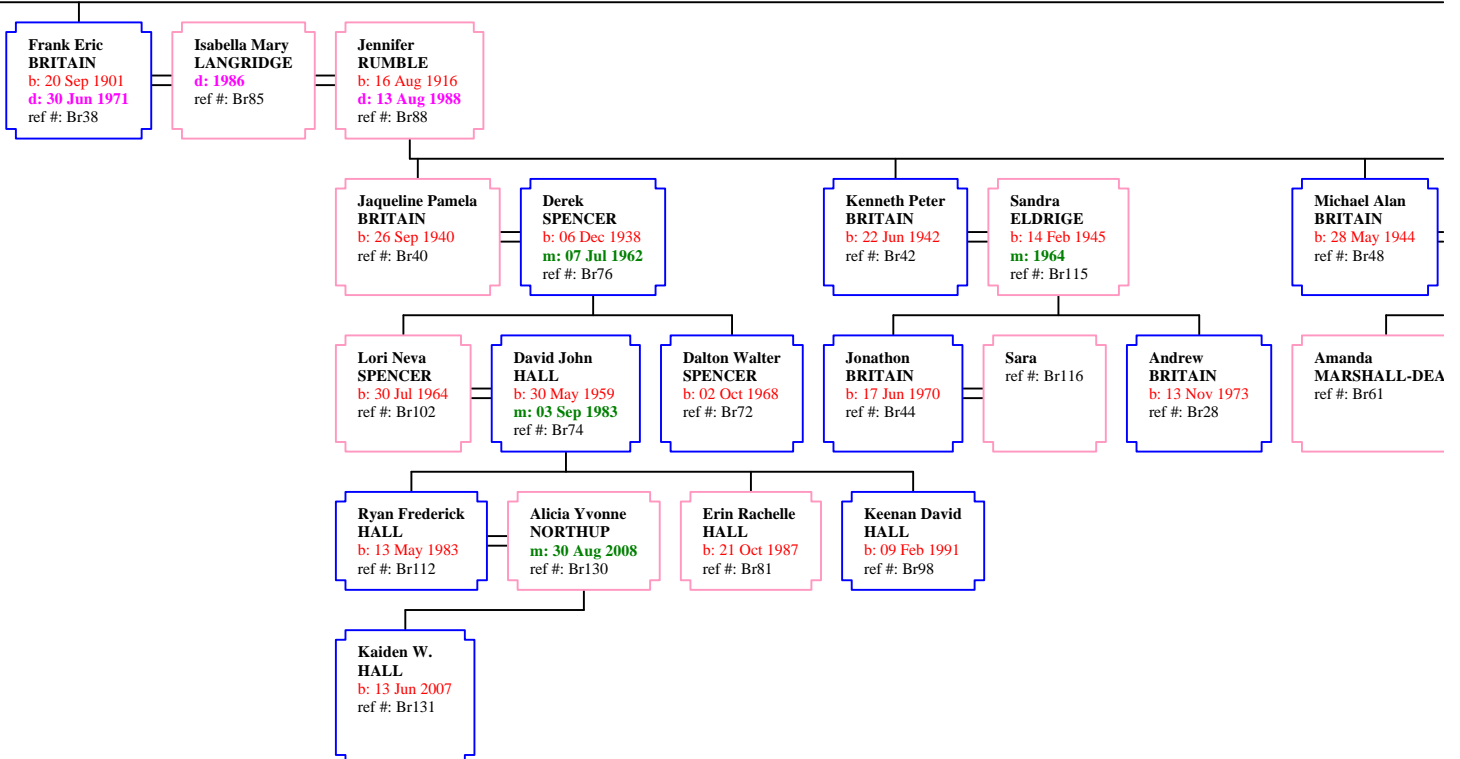 Frank Eric
BRITAIN
b: 20 Sep 1901
d: 30 Jun 1971
ref #: Br38
Isabella Mary
LANGRIDGE
d: 1986
ref #: Br85
Jennifer
RUMBLE
b: 16 Aug 1916
d: 13 Aug 1988
ref #: Br88
Jaqueline Pamela
BRITAIN
b: 26 Sep 1940
ref #: Br40
Derek
SPENCER
b: 06 Dec 1938
m: 07 Jul 1962
ref #: Br76
Kenneth Peter
BRITAIN
b: 22 Jun 1942
ref #: Br42
Sandra
ELDRIGE
b: 14 Feb 1945
m: 1964
ref #: Br115
Michael Alan
BRITAIN
b: 28 May 1944
ref #: Br48
Lori Neva
SPENCER
b: 30 Jul 1964
ref #: Br102
David John
HALL
b: 30 May 1959
m: 03 Sep 1983
ref #: Br74
Dalton Walter
SPENCER
b: 02 Oct 1968
ref #: Br72
Jonathon
BRITAIN
b: 17 Jun 1970
ref #: Br44
Sara
ref #: Br116
Andrew
BRITAIN
b: 13 Nov 1973
ref #: Br28
Amanda
MARSHALL-DEA
ref #: Br61
Ryan Frederick
HALL
b: 13 May 1983
ref #: Br112
Alicia Yvonne
NORTHUP
m: 30 Aug 2008
ref #: Br130
Erin Rachelle
HALL
b: 21 Oct 1987
ref #: Br81
Keenan David
HALL
b: 09 Feb 1991
ref #: Br98
Kaiden W.
HALL
b: 13 Jun 2007
ref #: Br131